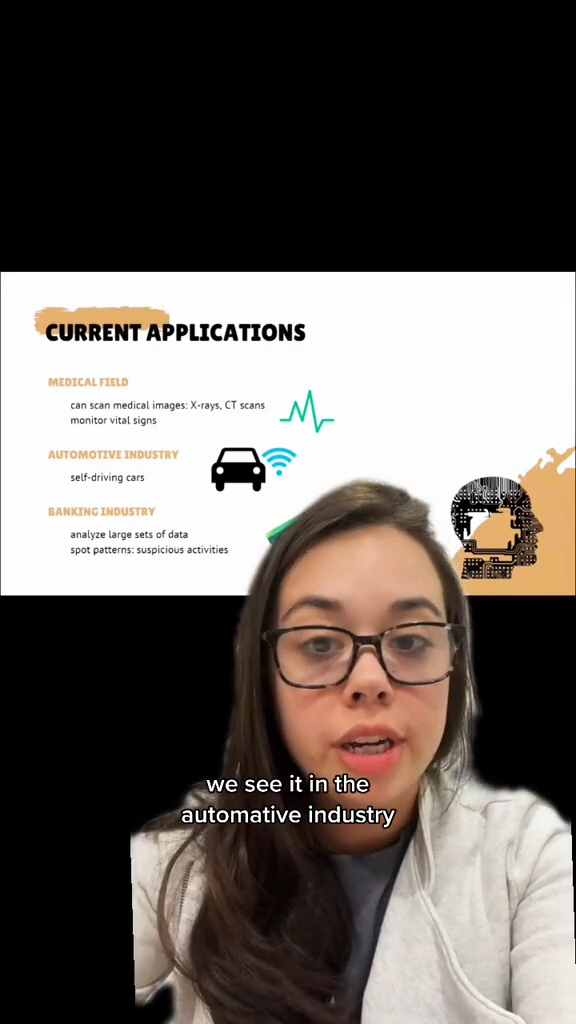 CURRENT APPLICATIONS
MEDICAL FIELD
can scan medical images: X-rays, CT scans
monitor vital signs
AUTOMOTIVE INDUSTRY
self-driving cars
BANKING INDUSTRY
analyze large sets of data
spot patterns: suspicious activities
we see it in the
automative industry